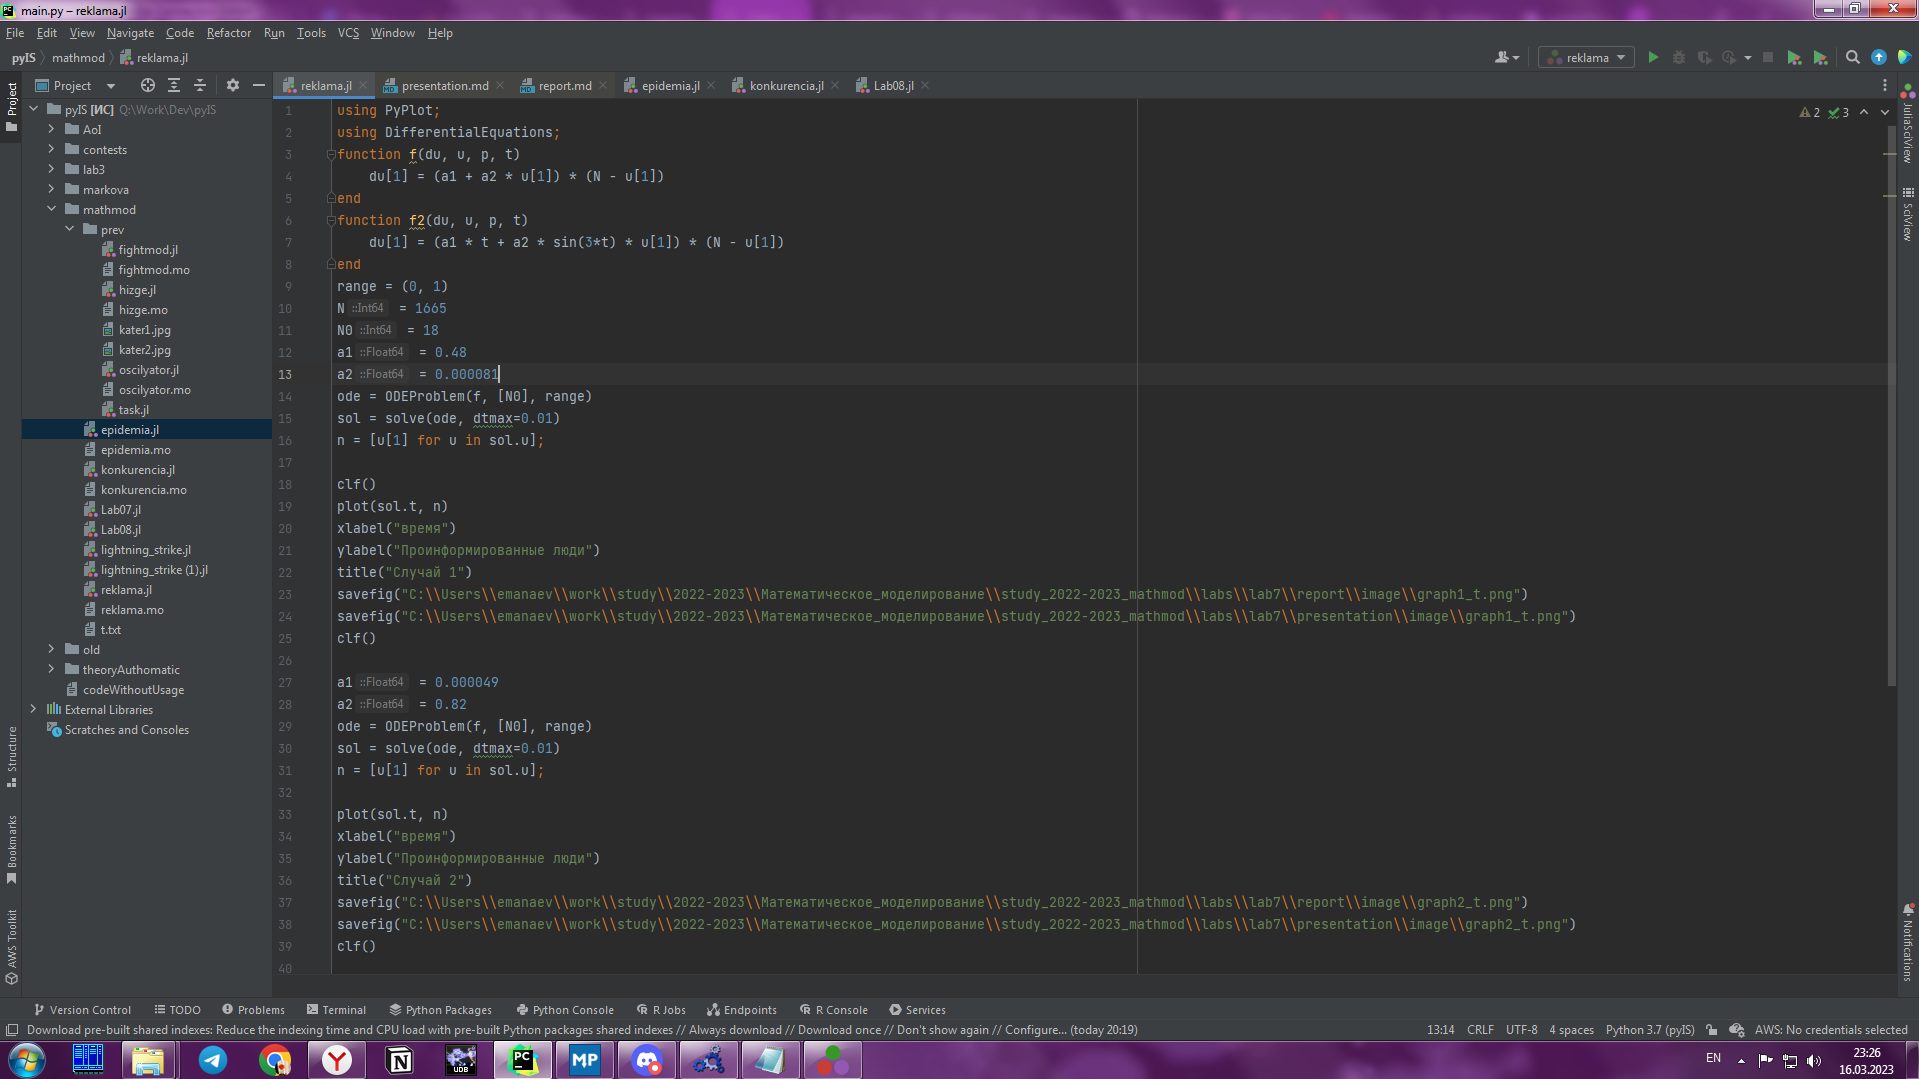 main.py – reklama.jl
File Edit View Navigate Code Refactor Run Tools VCS Window Help
pyIS mathmod reklama.jl
reklama
Project
reklama.jl presentation.md report.md epidemia.jl konkurencia.jl Lab08.jl
Project
pyIS [ИС] Q:\Work\Dev\pyIS
AoI
contests
lab3
markova
mathmod
prev
fightmod.jl
fightmod.mo
hizge.jl
hizge.mo
kater1.jpg
kater2.jpg
oscilyator.jl
oscilyator.mo
task.jl
epidemia.jl
epidemia.mo
konkurencia.jl
konkurencia.mo
Lab07.jl
Lab08.jl
lightning_strike.jl
lightning_strike (1).jl
reklama.jl
reklama.mo
t.txt
old
theoryAuthomatic
codeWithoutUsage
External Libraries
Scratches and Consoles
Structure
Bookmarks
AWS Toolkit
1 using PyPlot;
2 using DifferentialEquations;
3 function f(du, u, p, t)
4 du[1] = (a1 + a2 * u[1]) * (N - u[1])
5 end
6 function f2(du, u, p, t)
7 du[1] = (a1 * t + a2 * sin(3*t) * u[1]) * (N - u[1])
8 end
9 range = (0, 1)
10 N ::Int64 = 1665
11 N0 ::Int64 = 18
12 a1 ::Float64 = 0.48
13 a2 ::Float64 = 0.000081
14 ode = ODEProblem(f, [N0], range)
15 sol = solve(ode, dtmax=0.01)
16 n = [u[1] for u in sol.u];
17
18 clf()
19 plot(sol.t, n)
20 xlabel("время")
21 ylabel("Проинформированные люди")
22 title("Случай 1")
23 savefig("C:\\Users\\emanaev\\work\\study\\2022-2023\\Математическое_моделирование\\study_2022-2023_mathmod\\labs\\lab7\\report\\image\\graph1_t.png")
24 savefig("C:\\Users\\emanaev\\work\\study\\2022-2023\\Математическое_моделирование\\study_2022-2023_mathmod\\labs\\lab7\\presentation\\image\\graph1_t.png")
25 clf()
26
27 a1 ::Float64 = 0.000049
28 a2 ::Float64 = 0.82
29 ode = ODEProblem(f, [N0], range)
30 sol = solve(ode, dtmax=0.01)
31 n = [u[1] for u in sol.u];
32
33 plot(sol.t, n)
34 xlabel("время")
35 ylabel("Проинформированные люди")
36 title("Случай 2")
37 savefig("C:\\Users\\emanaev\\work\\study\\2022-2023\\Математическое_моделирование\\study_2022-2023_mathmod\\labs\\lab7\\report\\image\\graph2_t.png")
38 savefig("C:\\Users\\emanaev\\work\\study\\2022-2023\\Математическое_моделирование\\study_2022-2023_mathmod\\labs\\lab7\\presentation\\image\\graph2_t.png")
39 clf()
40
2 3
JuliaSciView
SciView
Notifications
Version Control TODO Problems Terminal Python Packages Python Console R Jobs Endpoints R Console Services
Download pre-built shared indexes: Reduce the indexing time and CPU load with pre-built Python packages shared indexes // Always download // Download once // Don't show again // Configure... (today 20:19)
13:14 CRLF UTF-8 4 spaces Python 3.7 (pyIS) AWS: No credentials selected
UDB PC MP
EN
23:26
16.03.2023